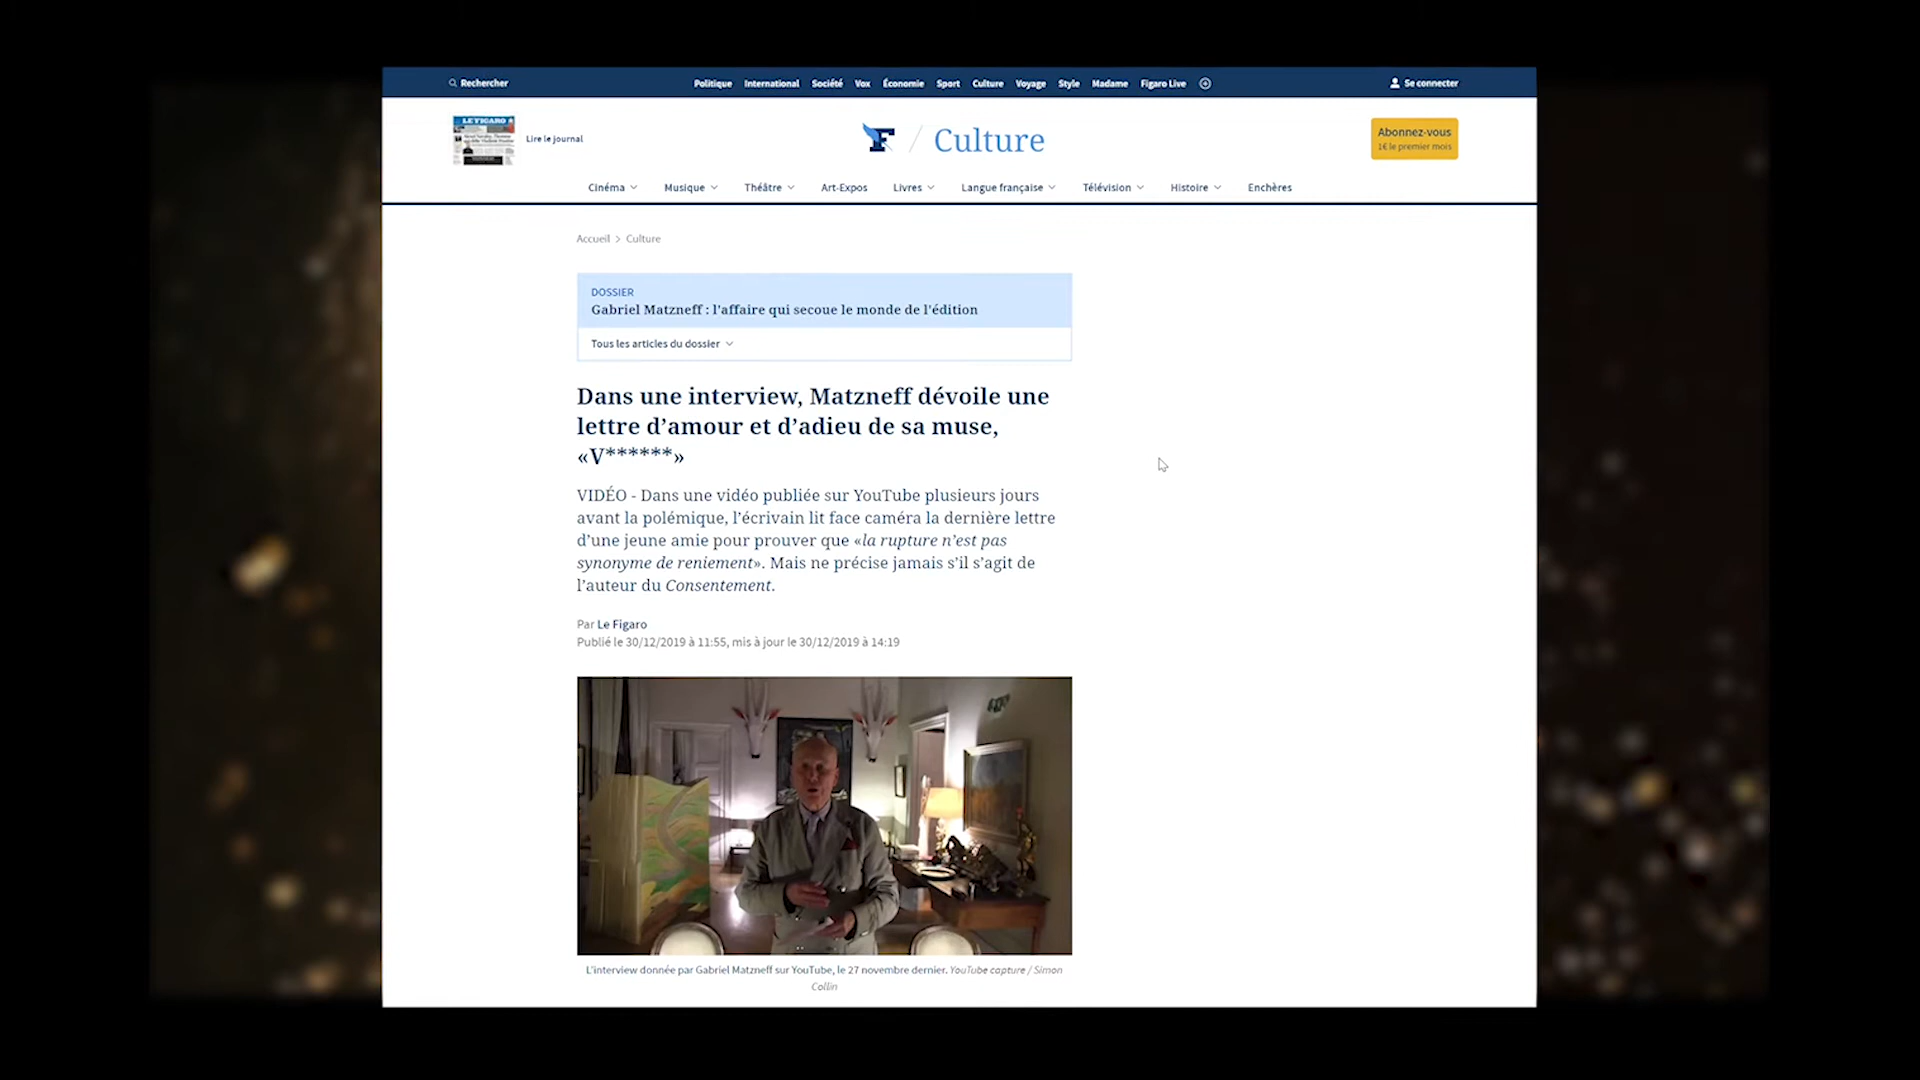 Rechercher
Politique International Société Vox Économie Sport Culture Voyage Style Madame Figaro Live
Se connecter
LE FIGARO
Lire le journal
F / Culture
Abonnez-vous
1€ le premier mois
Cinéma Musique Théâtre Art-Expos Livres Langue française Télévision Histoire Enchères
Accueil > Culture
DOSSIER
Gabriel Matzneff : l'affaire qui secoue le monde de l'édition
Tous les articles du dossier
Dans une interview, Matzneff dévoile une
lettre d’amour et d’adieu de sa muse,
«V******»
VIDÉO - Dans une vidéo publiée sur YouTube plusieurs jours
avant la polémique, l’écrivain lit face caméra la dernière lettre
d’une jeune amie pour prouver que «la rupture n’est pas
synonyme de reniement». Mais ne précise jamais s’il s’agit de
l’auteur du Consentement.
Par Le Figaro
Publié le 30/12/2019 à 11:55, mis à jour le 30/12/2019 à 14:19
L'interview donnée par Gabriel Matzneff sur YouTube, le 27 novembre dernier. YouTube capture / Simon
Collin